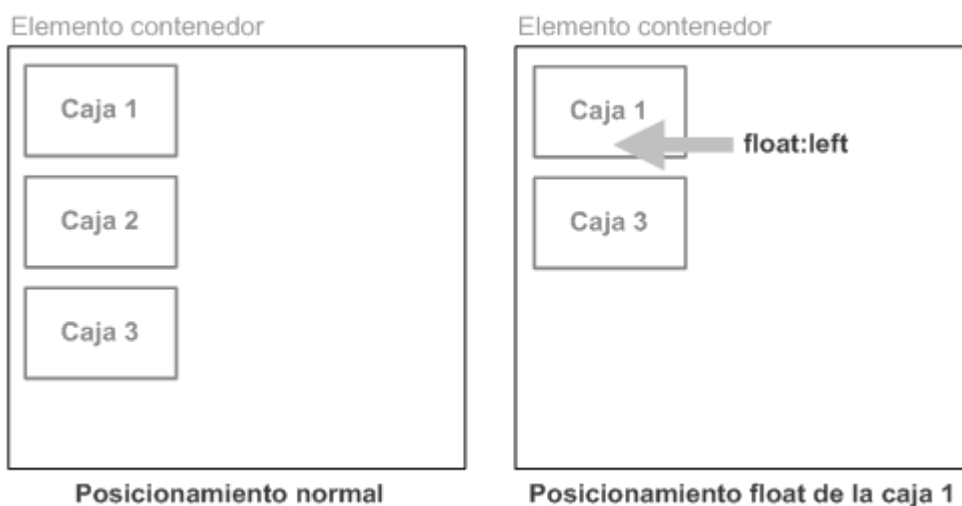 Elemento contenedor
Caja 1
Caja 2
Caja 3
Posicionamiento normal
Elemento contenedor
Caja 1
float:left
Caja 3
Posicionamiento float de la caja 1